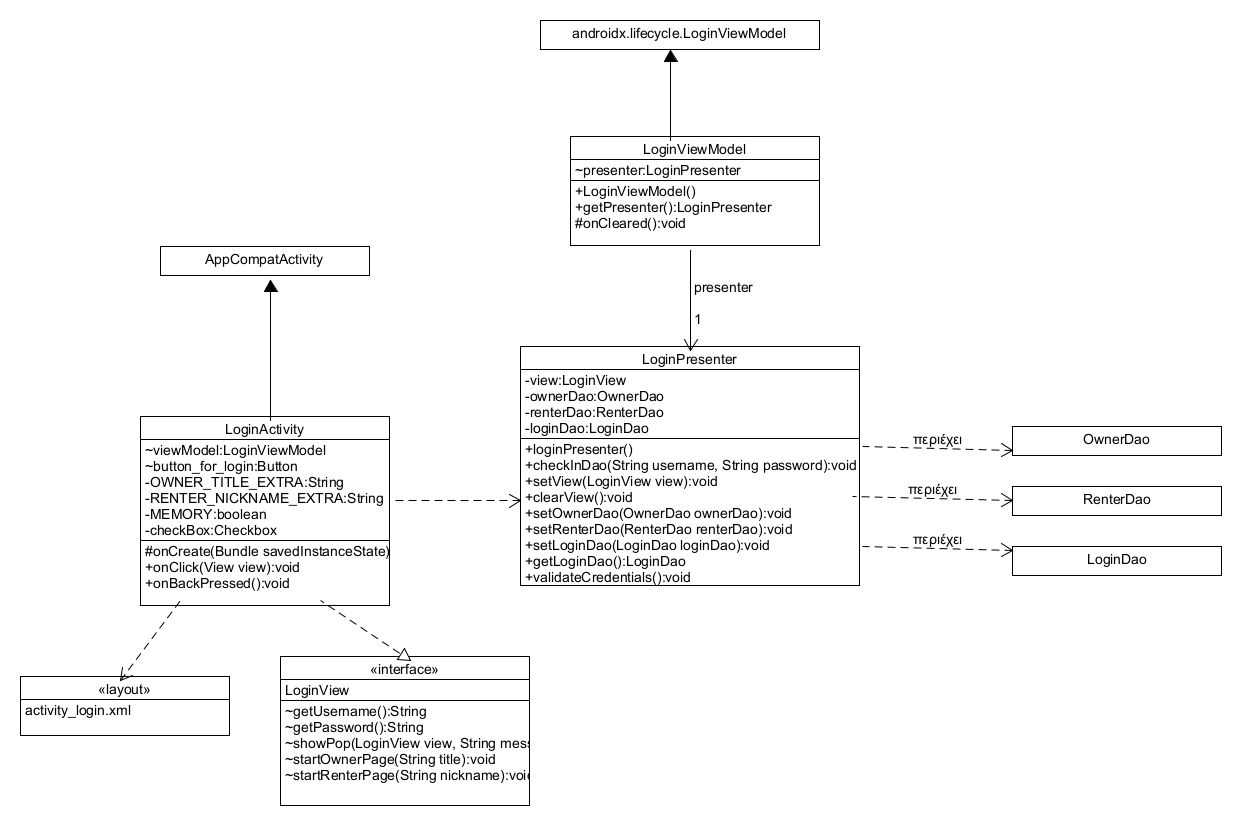 androidx.lifecycle.LoginViewModel
LoginViewModel
~presenter:LoginPresenter
+LoginViewModel()
+getPresenter():LoginPresenter
#onCleared():void
AppCompatActivity
presenter
1
LoginPresenter
-view:LoginView
-ownerDao:OwnerDao
-renterDao:RenterDao
-loginDao:LoginDao
+loginPresenter()
+checkInDao(String username, String password):void
+setView(LoginView view):void
+clearView():void
+setOwnerDao(OwnerDao ownerDao):void
+setRenterDao(RenterDao renterDao):void
+setLoginDao(LoginDao loginDao):void
+getLoginDao():LoginDao
+validateCredentials():void
LoginActivity
~viewModel:LoginViewModel
~button_for_login:Button
-OWNER_TITLE_EXTRA:String
-RENTER_NICKNAME_EXTRA:String
-MEMORY:boolean
-checkBox:Checkbox
#onCreate(Bundle savedInstanceState)
+onClick(View view):void
+onBackPressed():void
περιέχει
OwnerDao
περιέχει
RenterDao
περιέχει
LoginDao
«layout»
activity_login.xml
«interface»
LoginView
~getUsername():String
~getPassword():String
~showPop(LoginView view, String mes
~startOwnerPage(String title):void
~startRenterPage(String nickname):voi